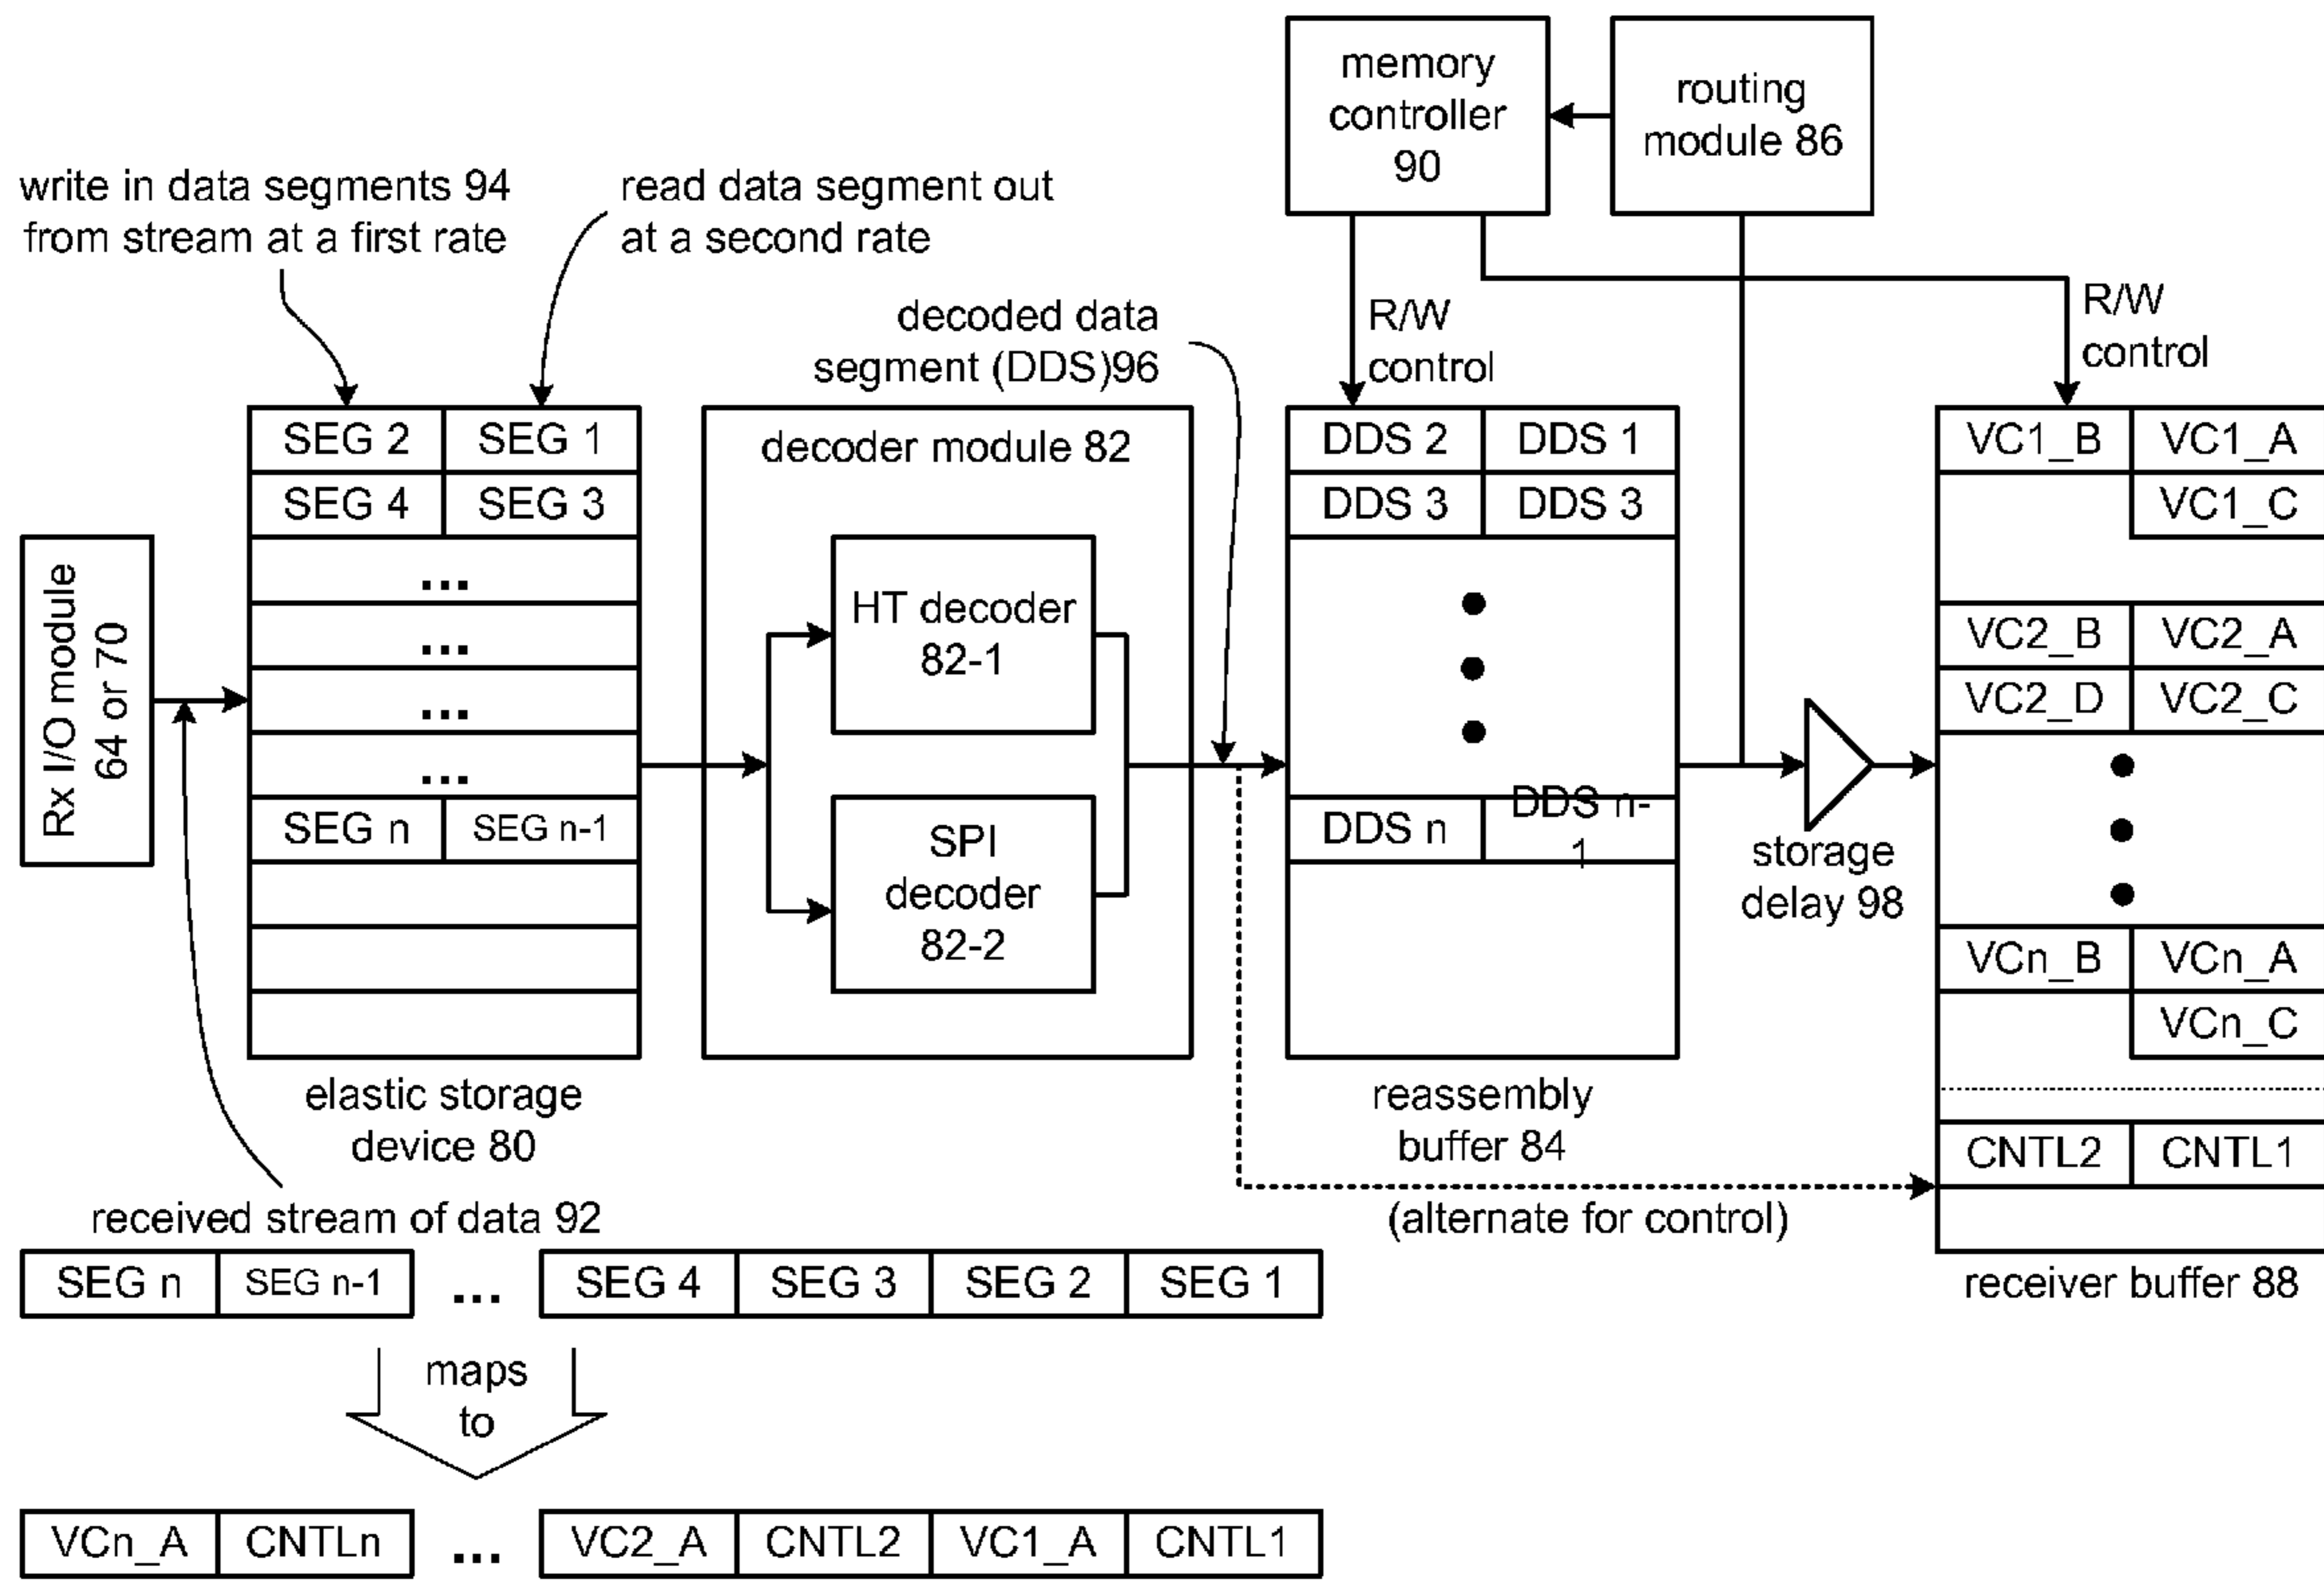 memory
controller
90
routing
module 86
write in data segments 94
from stream at a first rate
read data segment out
at a second rate
decoded data
segment (DDS)96
R/W
control
R/W
control
SEG 2 SEG 1
SEG 4 SEG 3
...
...
...
...
SEG n SEG n-1
elastic storage
device 80
Rx I/O module
64 or 70
decoder module 82
HT decoder
82-1
SPI
decoder
82-2
DDS 2 DDS 1
DDS 3 DDS 3
DDS n DDS n-
1
reassembly
buffer 84
storage
delay 98
VC1_B VC1_A
VC1_C
VC2_B VC2_A
VC2_D VC2_C
VCn_B VCn_A
VCn_C
CNTL2 CNTL1
receiver buffer 88
(alternate for control)
received stream of data 92
SEG n SEG n-1 ... SEG 4 SEG 3 SEG 2 SEG 1
maps
to
VCn_A CNTLn ... VC2_A CNTL2 VC1_A CNTL1